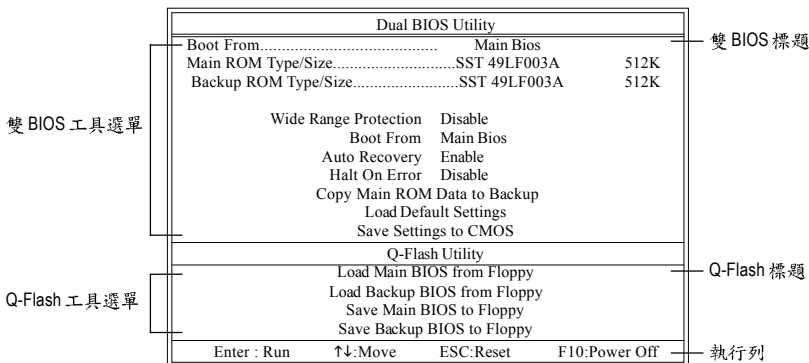 Dual BIOS Utility
雙 BIOS 標題
Boot From.......................................... Main Bios
Main ROM Type/Size.............................SST 49LF003A 512K
Backup ROM Type/Size.........................SST 49LF003A 512K
雙 BIOS 工具選單
Wide Range Protection Disable
Boot From Main Bios
Auto Recovery Enable
Halt On Error Disable
Copy Main ROM Data to Backup
Load Default Settings
Save Settings to CMOS
Q-Flash Utility
Q-Flash 標題
Load Main BIOS from Floppy
Load Backup BIOS from Floppy
Q-Flash 工具選單
Save Main BIOS to Floppy
Save Backup BIOS to Floppy
Enter : Run ↑↓:Move ESC:Reset F10:Power Off
執行列